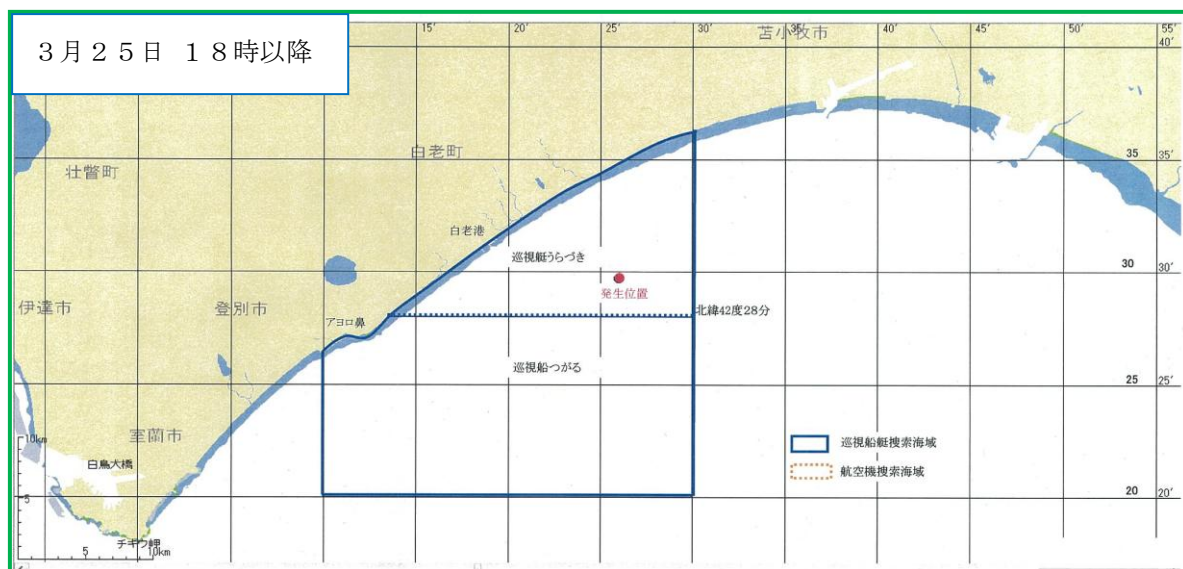 ３月２５日 １８時以降
15′
20′
25′
30′
35′
40′
45′
50′
55′
40′
苫小牧市
白老町
35
35′
壮瞥町
白老港
巡視艇うらづき
30
30′
発生位置
伊達市
登別市
アヨロ鼻
北緯42度28分
巡視船つがる
25
25′
室蘭市
10km
巡視船艇捜索海域
白鳥大橋
航空機捜索海域
5
20
20′
チキウ岬
5
10km